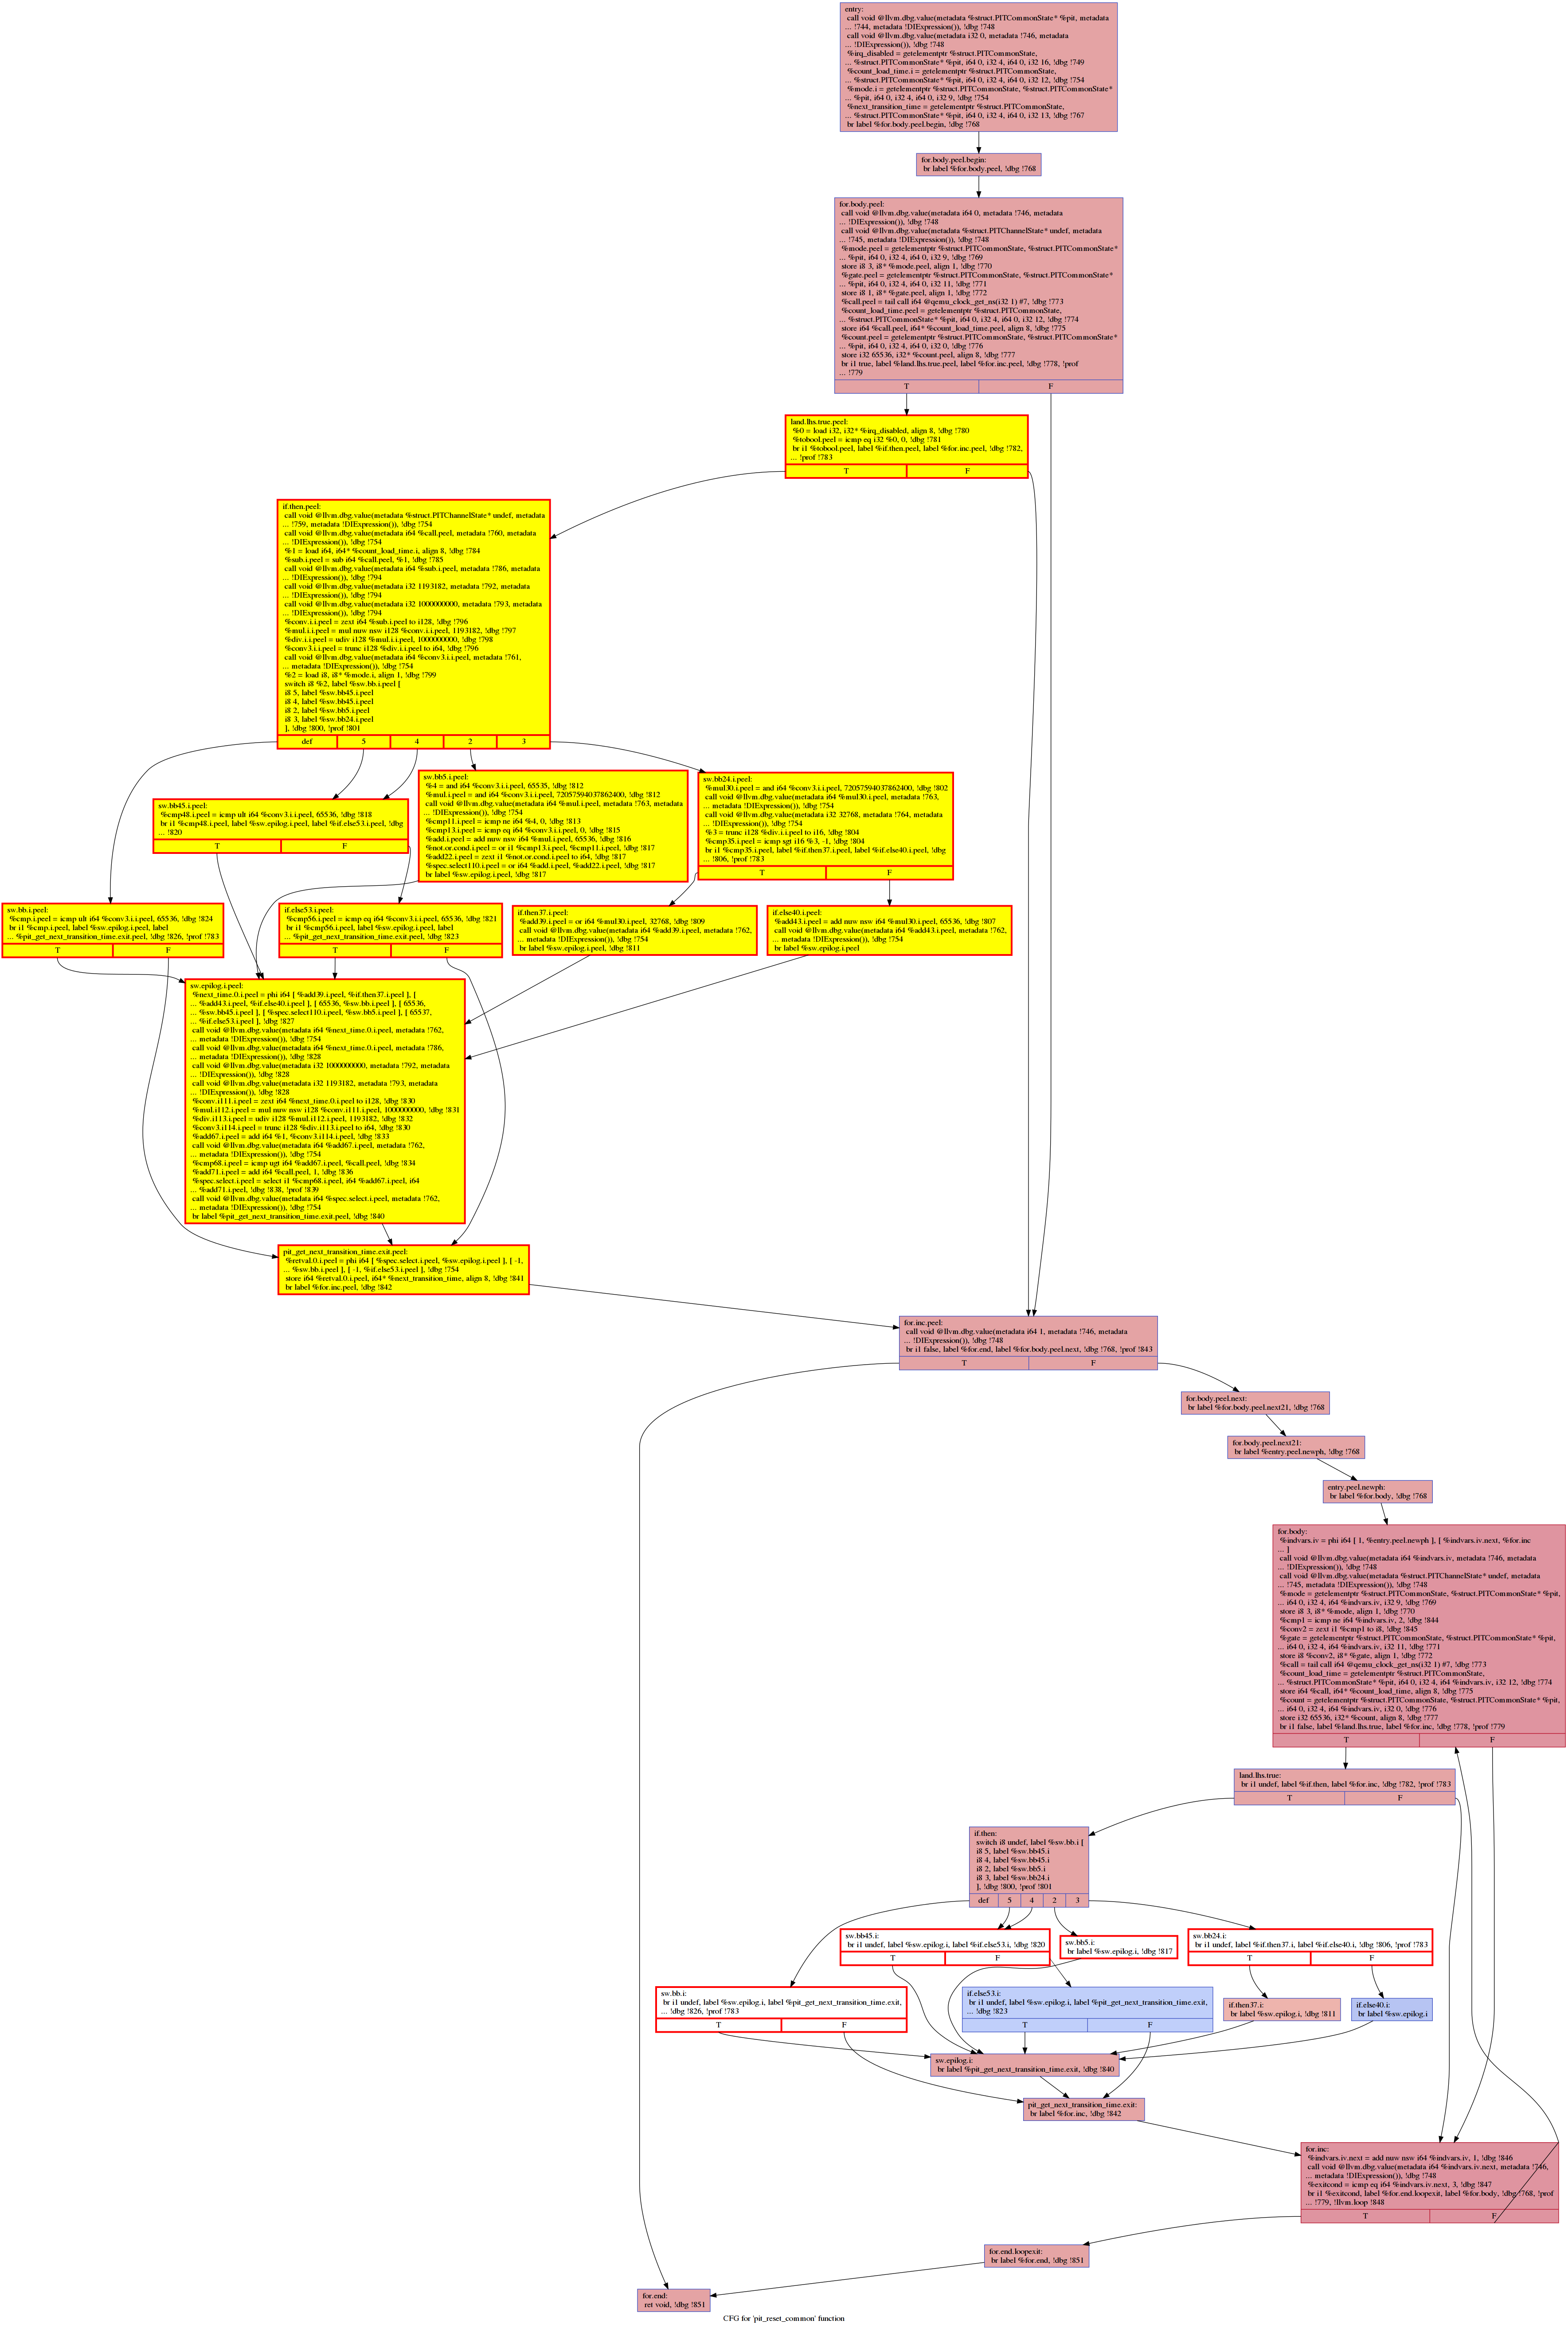 entry:
call void @llvm.dbg.value(metadata %struct.PITCommonState* %pit, metadata
... !744, metadata !DIExpression()), !dbg !748
call void @llvm.dbg.value(metadata i32 0, metadata !746, metadata
... !DIExpression()), !dbg !748
%irq_disabled = getelementptr %struct.PITCommonState,
... %struct.PITCommonState* %pit, i64 0, i32 4, i64 0, i32 16, !dbg !749
%count_load_time.i = getelementptr %struct.PITCommonState,
... %struct.PITCommonState* %pit, i64 0, i32 4, i64 0, i32 12, !dbg !754
%mode.i = getelementptr %struct.PITCommonState, %struct.PITCommonState*
... %pit, i64 0, i32 4, i64 0, i32 9, !dbg !754
%next_transition_time = getelementptr %struct.PITCommonState,
... %struct.PITCommonState* %pit, i64 0, i32 4, i64 0, i32 13, !dbg !767
br label %for.body.peel.begin, !dbg !768
for.body.peel.begin:
br label %for.body.peel, !dbg !768
for.body.peel:
call void @llvm.dbg.value(metadata i64 0, metadata !746, metadata
... !DIExpression()), !dbg !748
call void @llvm.dbg.value(metadata %struct.PITChannelState* undef, metadata
... !745, metadata !DIExpression()), !dbg !748
%mode.peel = getelementptr %struct.PITCommonState, %struct.PITCommonState*
... %pit, i64 0, i32 4, i64 0, i32 9, !dbg !769
store i8 3, i8* %mode.peel, align 1, !dbg !770
%gate.peel = getelementptr %struct.PITCommonState, %struct.PITCommonState*
... %pit, i64 0, i32 4, i64 0, i32 11, !dbg !771
store i8 1, i8* %gate.peel, align 1, !dbg !772
%call.peel = tail call i64 @qemu_clock_get_ns(i32 1) #7, !dbg !773
%count_load_time.peel = getelementptr %struct.PITCommonState,
... %struct.PITCommonState* %pit, i64 0, i32 4, i64 0, i32 12, !dbg !774
store i64 %call.peel, i64* %count_load_time.peel, align 8, !dbg !775
%count.peel = getelementptr %struct.PITCommonState, %struct.PITCommonState*
... %pit, i64 0, i32 4, i64 0, i32 0, !dbg !776
store i32 65536, i32* %count.peel, align 8, !dbg !777
br i1 true, label %land.lhs.true.peel, label %for.inc.peel, !dbg !778, !prof
... !779
T F
land.lhs.true.peel:
%0 = load i32, i32* %irq_disabled, align 8, !dbg !780
%tobool.peel = icmp eq i32 %0, 0, !dbg !781
br i1 %tobool.peel, label %if.then.peel, label %for.inc.peel, !dbg !782,
... !prof !783
T F
if.then.peel:
call void @llvm.dbg.value(metadata %struct.PITChannelState* undef, metadata
... !759, metadata !DIExpression()), !dbg !754
call void @llvm.dbg.value(metadata i64 %call.peel, metadata !760, metadata
... !DIExpression()), !dbg !754
%1 = load i64, i64* %count_load_time.i, align 8, !dbg !784
%sub.i.peel = sub i64 %call.peel, %1, !dbg !785
call void @llvm.dbg.value(metadata i64 %sub.i.peel, metadata !786, metadata
... !DIExpression()), !dbg !794
call void @llvm.dbg.value(metadata i32 1193182, metadata !792, metadata
... !DIExpression()), !dbg !794
call void @llvm.dbg.value(metadata i32 1000000000, metadata !793, metadata
... !DIExpression()), !dbg !794
%conv.i.i.peel = zext i64 %sub.i.peel to i128, !dbg !796
%mul.i.i.peel = mul nuw nsw i128 %conv.i.i.peel, 1193182, !dbg !797
%div.i.i.peel = udiv i128 %mul.i.i.peel, 1000000000, !dbg !798
%conv3.i.i.peel = trunc i128 %div.i.i.peel to i64, !dbg !796
call void @llvm.dbg.value(metadata i64 %conv3.i.i.peel, metadata !761,
... metadata !DIExpression()), !dbg !754
%2 = load i8, i8* %mode.i, align 1, !dbg !799
switch i8 %2, label %sw.bb.i.peel [
i8 5, label %sw.bb45.i.peel
i8 4, label %sw.bb45.i.peel
i8 2, label %sw.bb5.i.peel
i8 3, label %sw.bb24.i.peel
], !dbg !800, !prof !801
def 5 4 2 3
sw.bb5.i.peel:
%4 = and i64 %conv3.i.i.peel, 65535, !dbg !812
%mul.i.peel = and i64 %conv3.i.i.peel, 72057594037862400, !dbg !812
call void @llvm.dbg.value(metadata i64 %mul.i.peel, metadata !763, metadata
... !DIExpression()), !dbg !754
%cmp11.i.peel = icmp ne i64 %4, 0, !dbg !813
%cmp13.i.peel = icmp eq i64 %conv3.i.i.peel, 0, !dbg !815
%add.i.peel = add nuw nsw i64 %mul.i.peel, 65536, !dbg !816
%not.or.cond.i.peel = or i1 %cmp13.i.peel, %cmp11.i.peel, !dbg !817
%add22.i.peel = zext i1 %not.or.cond.i.peel to i64, !dbg !817
%spec.select110.i.peel = or i64 %add.i.peel, %add22.i.peel, !dbg !817
br label %sw.epilog.i.peel, !dbg !817
sw.bb24.i.peel:
%mul30.i.peel = and i64 %conv3.i.i.peel, 72057594037862400, !dbg !802
call void @llvm.dbg.value(metadata i64 %mul30.i.peel, metadata !763,
... metadata !DIExpression()), !dbg !754
call void @llvm.dbg.value(metadata i32 32768, metadata !764, metadata
... !DIExpression()), !dbg !754
%3 = trunc i128 %div.i.i.peel to i16, !dbg !804
%cmp35.i.peel = icmp sgt i16 %3, -1, !dbg !804
br i1 %cmp35.i.peel, label %if.then37.i.peel, label %if.else40.i.peel, !dbg
... !806, !prof !783
T F
sw.bb45.i.peel:
%cmp48.i.peel = icmp ult i64 %conv3.i.i.peel, 65536, !dbg !818
br i1 %cmp48.i.peel, label %sw.epilog.i.peel, label %if.else53.i.peel, !dbg
... !820
T F
sw.bb.i.peel:
%cmp.i.peel = icmp ult i64 %conv3.i.i.peel, 65536, !dbg !824
br i1 %cmp.i.peel, label %sw.epilog.i.peel, label
... %pit_get_next_transition_time.exit.peel, !dbg !826, !prof !783
T F
if.else53.i.peel:
%cmp56.i.peel = icmp eq i64 %conv3.i.i.peel, 65536, !dbg !821
br i1 %cmp56.i.peel, label %sw.epilog.i.peel, label
... %pit_get_next_transition_time.exit.peel, !dbg !823
T F
if.then37.i.peel:
%add39.i.peel = or i64 %mul30.i.peel, 32768, !dbg !809
call void @llvm.dbg.value(metadata i64 %add39.i.peel, metadata !762,
... metadata !DIExpression()), !dbg !754
br label %sw.epilog.i.peel, !dbg !811
if.else40.i.peel:
%add43.i.peel = add nuw nsw i64 %mul30.i.peel, 65536, !dbg !807
call void @llvm.dbg.value(metadata i64 %add43.i.peel, metadata !762,
... metadata !DIExpression()), !dbg !754
br label %sw.epilog.i.peel
sw.epilog.i.peel:
%next_time.0.i.peel = phi i64 [ %add39.i.peel, %if.then37.i.peel ], [
... %add43.i.peel, %if.else40.i.peel ], [ 65536, %sw.bb.i.peel ], [ 65536,
... %sw.bb45.i.peel ], [ %spec.select110.i.peel, %sw.bb5.i.peel ], [ 65537,
... %if.else53.i.peel ], !dbg !827
call void @llvm.dbg.value(metadata i64 %next_time.0.i.peel, metadata !762,
... metadata !DIExpression()), !dbg !754
call void @llvm.dbg.value(metadata i64 %next_time.0.i.peel, metadata !786,
... metadata !DIExpression()), !dbg !828
call void @llvm.dbg.value(metadata i32 1000000000, metadata !792, metadata
... !DIExpression()), !dbg !828
call void @llvm.dbg.value(metadata i32 1193182, metadata !793, metadata
... !DIExpression()), !dbg !828
%conv.i111.i.peel = zext i64 %next_time.0.i.peel to i128, !dbg !830
%mul.i112.i.peel = mul nuw nsw i128 %conv.i111.i.peel, 1000000000, !dbg !831
%div.i113.i.peel = udiv i128 %mul.i112.i.peel, 1193182, !dbg !832
%conv3.i114.i.peel = trunc i128 %div.i113.i.peel to i64, !dbg !830
%add67.i.peel = add i64 %1, %conv3.i114.i.peel, !dbg !833
call void @llvm.dbg.value(metadata i64 %add67.i.peel, metadata !762,
... metadata !DIExpression()), !dbg !754
%cmp68.i.peel = icmp ugt i64 %add67.i.peel, %call.peel, !dbg !834
%add71.i.peel = add i64 %call.peel, 1, !dbg !836
%spec.select.i.peel = select i1 %cmp68.i.peel, i64 %add67.i.peel, i64
... %add71.i.peel, !dbg !838, !prof !839
call void @llvm.dbg.value(metadata i64 %spec.select.i.peel, metadata !762,
... metadata !DIExpression()), !dbg !754
br label %pit_get_next_transition_time.exit.peel, !dbg !840
pit_get_next_transition_time.exit.peel:
%retval.0.i.peel = phi i64 [ %spec.select.i.peel, %sw.epilog.i.peel ], [ -1,
... %sw.bb.i.peel ], [ -1, %if.else53.i.peel ], !dbg !754
store i64 %retval.0.i.peel, i64* %next_transition_time, align 8, !dbg !841
br label %for.inc.peel, !dbg !842
for.inc.peel:
call void @llvm.dbg.value(metadata i64 1, metadata !746, metadata
... !DIExpression()), !dbg !748
br i1 false, label %for.end, label %for.body.peel.next, !dbg !768, !prof !843
T F
for.body.peel.next:
br label %for.body.peel.next21, !dbg !768
for.body.peel.next21:
br label %entry.peel.newph, !dbg !768
entry.peel.newph:
br label %for.body, !dbg !768
for.body:
%indvars.iv = phi i64 [ 1, %entry.peel.newph ], [ %indvars.iv.next, %for.inc
... ]
call void @llvm.dbg.value(metadata i64 %indvars.iv, metadata !746, metadata
... !DIExpression()), !dbg !748
call void @llvm.dbg.value(metadata %struct.PITChannelState* undef, metadata
... !745, metadata !DIExpression()), !dbg !748
%mode = getelementptr %struct.PITCommonState, %struct.PITCommonState* %pit,
... i64 0, i32 4, i64 %indvars.iv, i32 9, !dbg !769
store i8 3, i8* %mode, align 1, !dbg !770
%cmp1 = icmp ne i64 %indvars.iv, 2, !dbg !844
%conv2 = zext i1 %cmp1 to i8, !dbg !845
%gate = getelementptr %struct.PITCommonState, %struct.PITCommonState* %pit,
... i64 0, i32 4, i64 %indvars.iv, i32 11, !dbg !771
store i8 %conv2, i8* %gate, align 1, !dbg !772
%call = tail call i64 @qemu_clock_get_ns(i32 1) #7, !dbg !773
%count_load_time = getelementptr %struct.PITCommonState,
... %struct.PITCommonState* %pit, i64 0, i32 4, i64 %indvars.iv, i32 12, !dbg !774
store i64 %call, i64* %count_load_time, align 8, !dbg !775
%count = getelementptr %struct.PITCommonState, %struct.PITCommonState* %pit,
... i64 0, i32 4, i64 %indvars.iv, i32 0, !dbg !776
store i32 65536, i32* %count, align 8, !dbg !777
br i1 false, label %land.lhs.true, label %for.inc, !dbg !778, !prof !779
T F
land.lhs.true:
br i1 undef, label %if.then, label %for.inc, !dbg !782, !prof !783
T F
if.then:
switch i8 undef, label %sw.bb.i [
i8 5, label %sw.bb45.i
i8 4, label %sw.bb45.i
i8 2, label %sw.bb5.i
i8 3, label %sw.bb24.i
], !dbg !800, !prof !801
def 5 4 2 3
sw.bb45.i:
br i1 undef, label %sw.epilog.i, label %if.else53.i, !dbg !820
T F
sw.bb5.i:
br label %sw.epilog.i, !dbg !817
sw.bb24.i:
br i1 undef, label %if.then37.i, label %if.else40.i, !dbg !806, !prof !783
T F
sw.bb.i:
br i1 undef, label %sw.epilog.i, label %pit_get_next_transition_time.exit,
... !dbg !826, !prof !783
T F
if.else53.i:
br i1 undef, label %sw.epilog.i, label %pit_get_next_transition_time.exit,
... !dbg !823
T F
if.then37.i:
br label %sw.epilog.i, !dbg !811
if.else40.i:
br label %sw.epilog.i
sw.epilog.i:
br label %pit_get_next_transition_time.exit, !dbg !840
pit_get_next_transition_time.exit:
br label %for.inc, !dbg !842
for.inc:
%indvars.iv.next = add nuw nsw i64 %indvars.iv, 1, !dbg !846
call void @llvm.dbg.value(metadata i64 %indvars.iv.next, metadata !746,
... metadata !DIExpression()), !dbg !748
%exitcond = icmp eq i64 %indvars.iv.next, 3, !dbg !847
br i1 %exitcond, label %for.end.loopexit, label %for.body, !dbg !768, !prof
... !779, !llvm.loop !848
T F
for.end.loopexit:
br label %for.end, !dbg !851
for.end:
ret void, !dbg !851
CFG for 'pit_reset_common' function